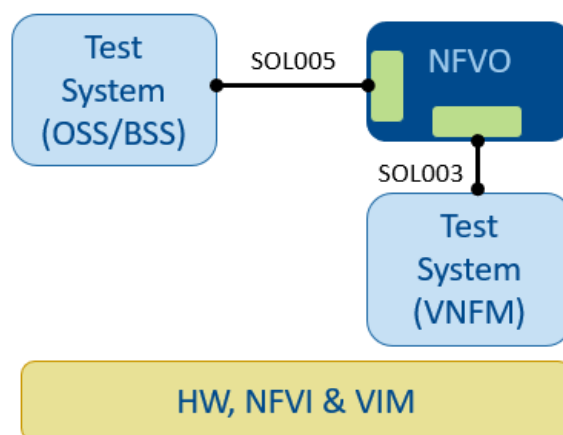 Test
System
(OSS/BSS)
SOL005
NFVO
SOL003
Test
System
(VNFM)
HW, NFVI & VIM